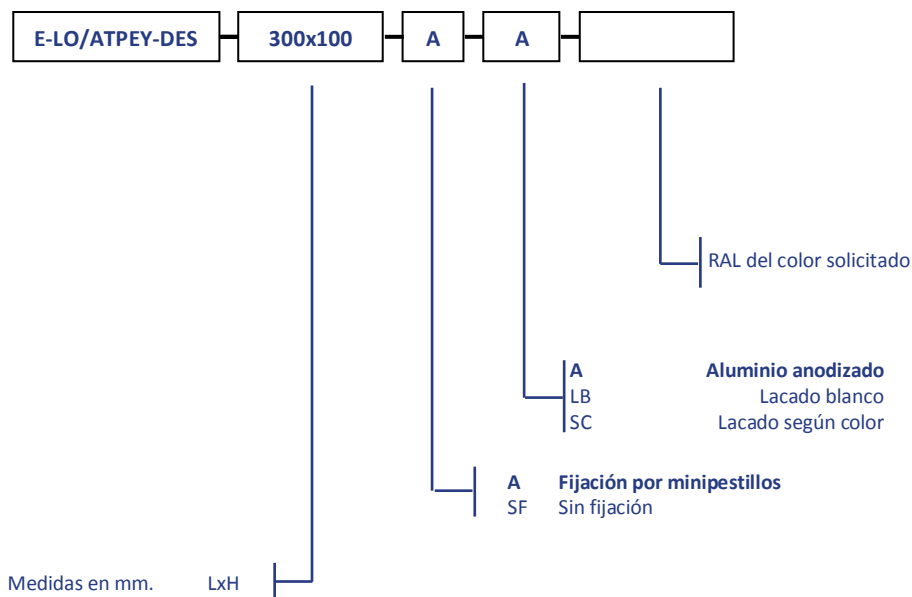 E-LO/ATPEY-DES 300x100 A A
RAL del color solicitado
A Aluminio anodizado
LB Lacado blanco
SC Lacado según color
A Fijación por minipestillos
SF Sin fijación
Medidas en mm. LxH